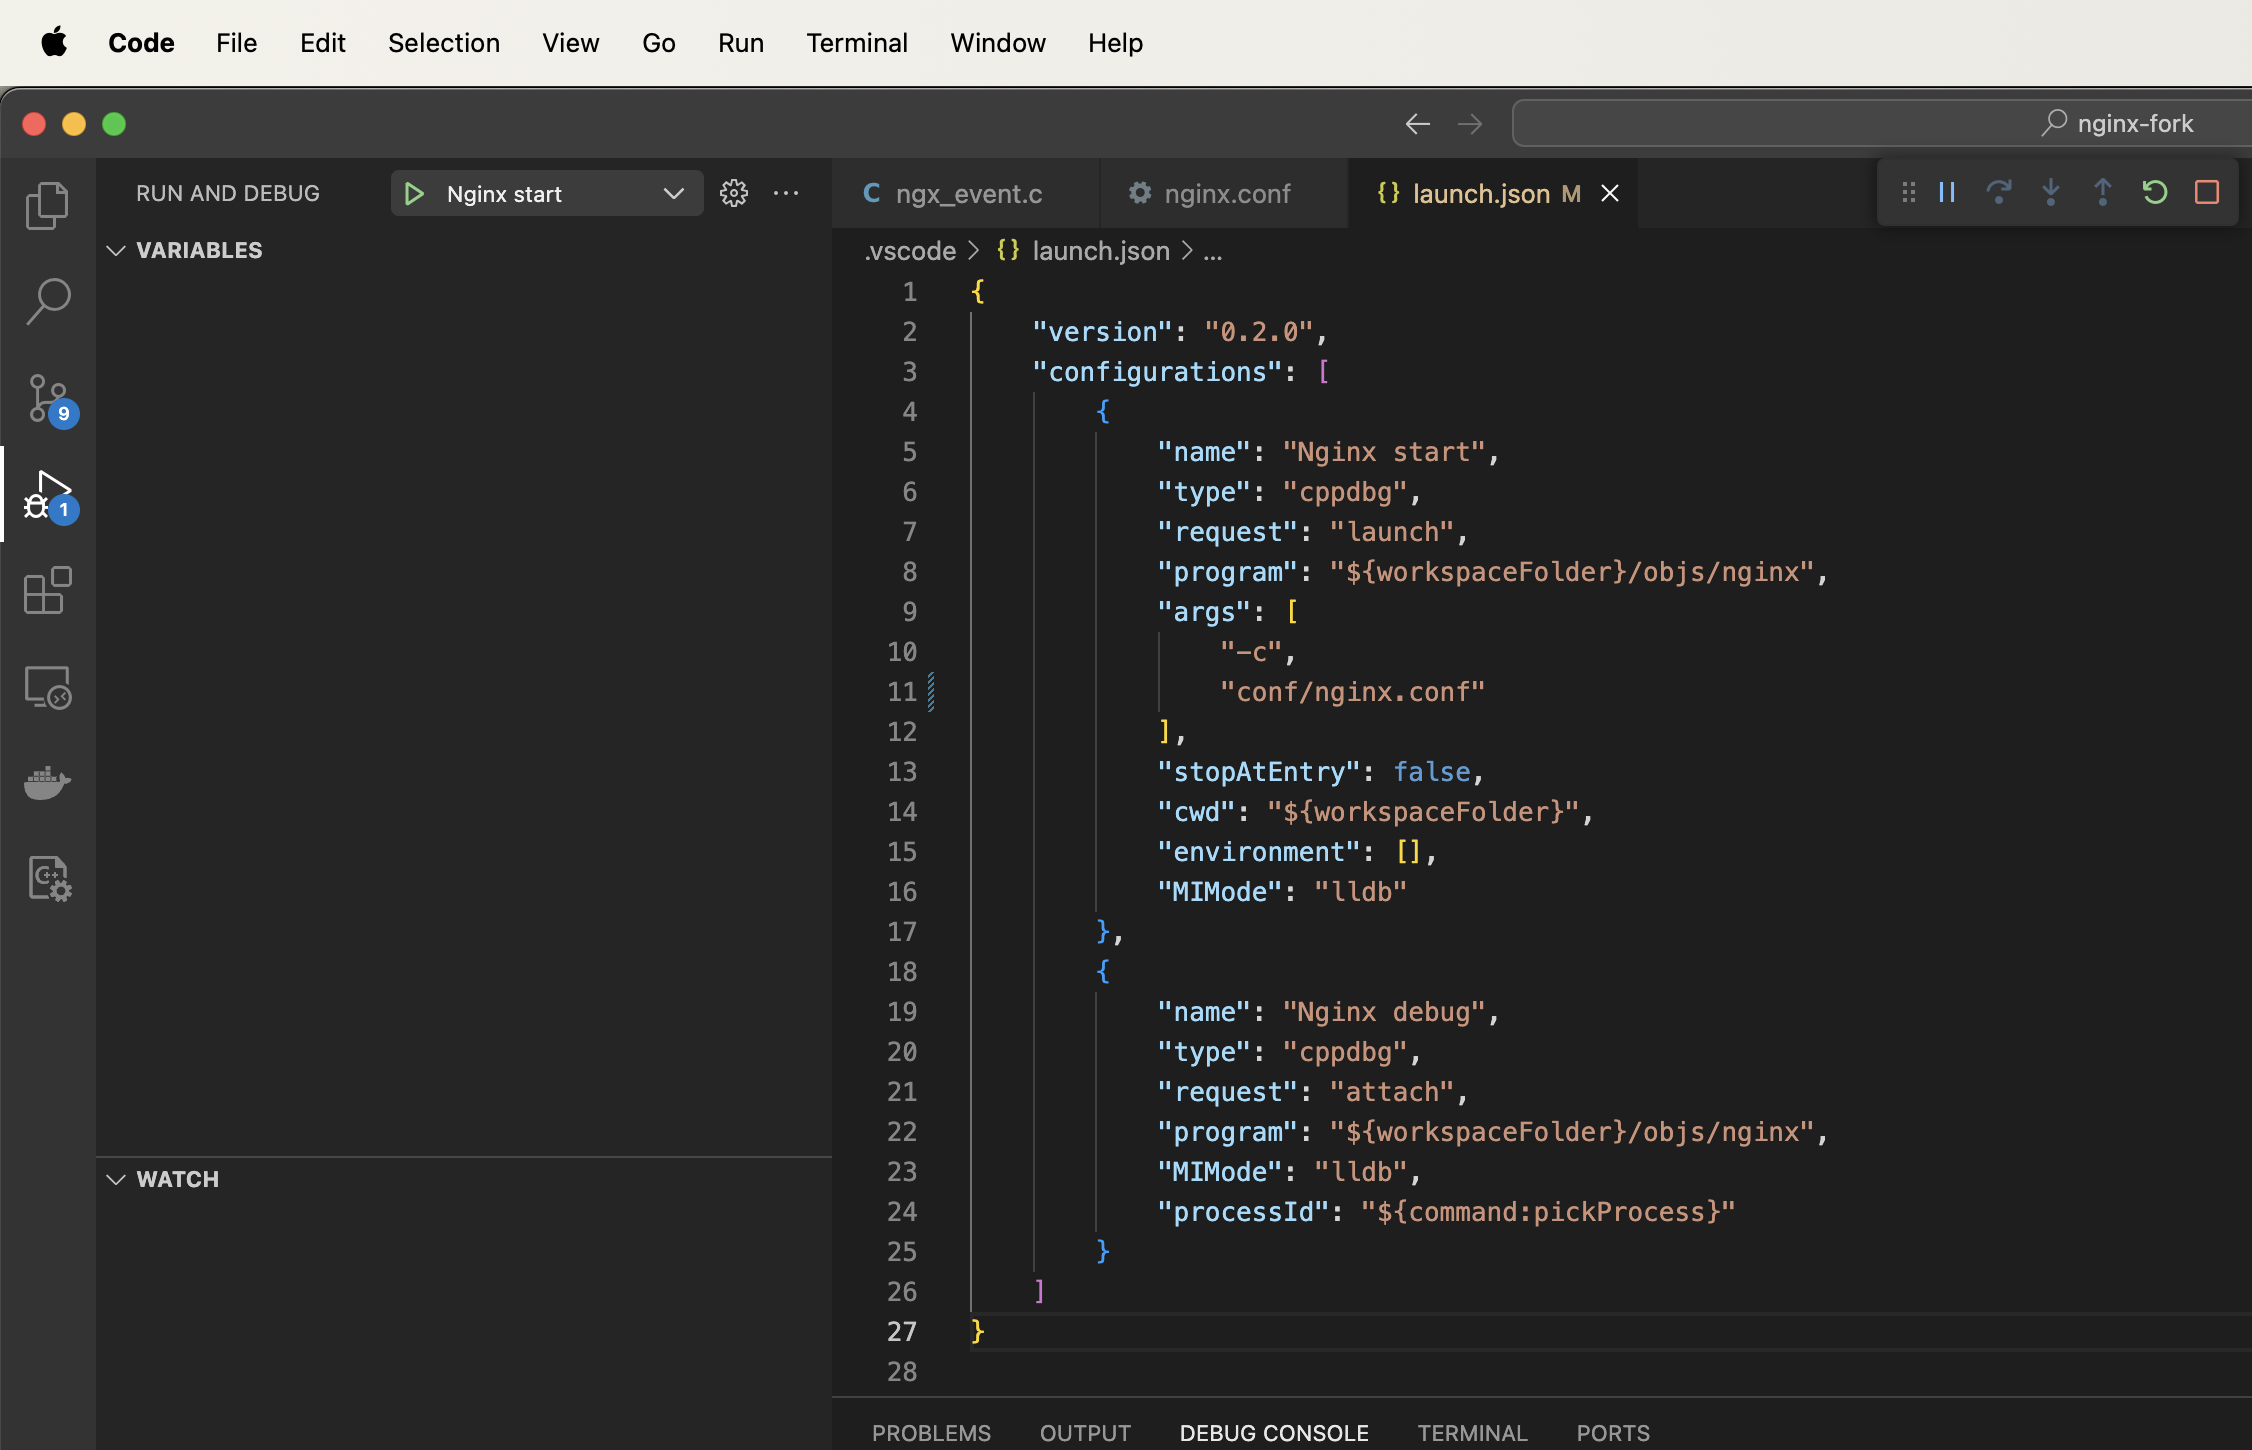 Code File Edit Selection View Go Run Terminal Window Help
nginx-fork
RUN AND DEBUG Nginx start
VARIABLES
9
1
WATCH
C ngx_event.c nginx.conf {} launch.json M
.vscode > {} launch.json > ...
1 {
2 "version": "0.2.0",
3 "configurations": [
4 {
5 "name": "Nginx start",
6 "type": "cppdbg",
7 "request": "launch",
8 "program": "${workspaceFolder}/objs/nginx",
9 "args": [
10 "-c",
11 "conf/nginx.conf"
12 ],
13 "stopAtEntry": false,
14 "cwd": "${workspaceFolder}",
15 "environment": [],
16 "MIMode": "lldb"
17 },
18 {
19 "name": "Nginx debug",
20 "type": "cppdbg",
21 "request": "attach",
22 "program": "${workspaceFolder}/objs/nginx",
23 "MIMode": "lldb",
24 "processId": "${command:pickProcess}"
25 }
26 ]
27 }
28
PROBLEMS OUTPUT DEBUG CONSOLE TERMINAL PORTS